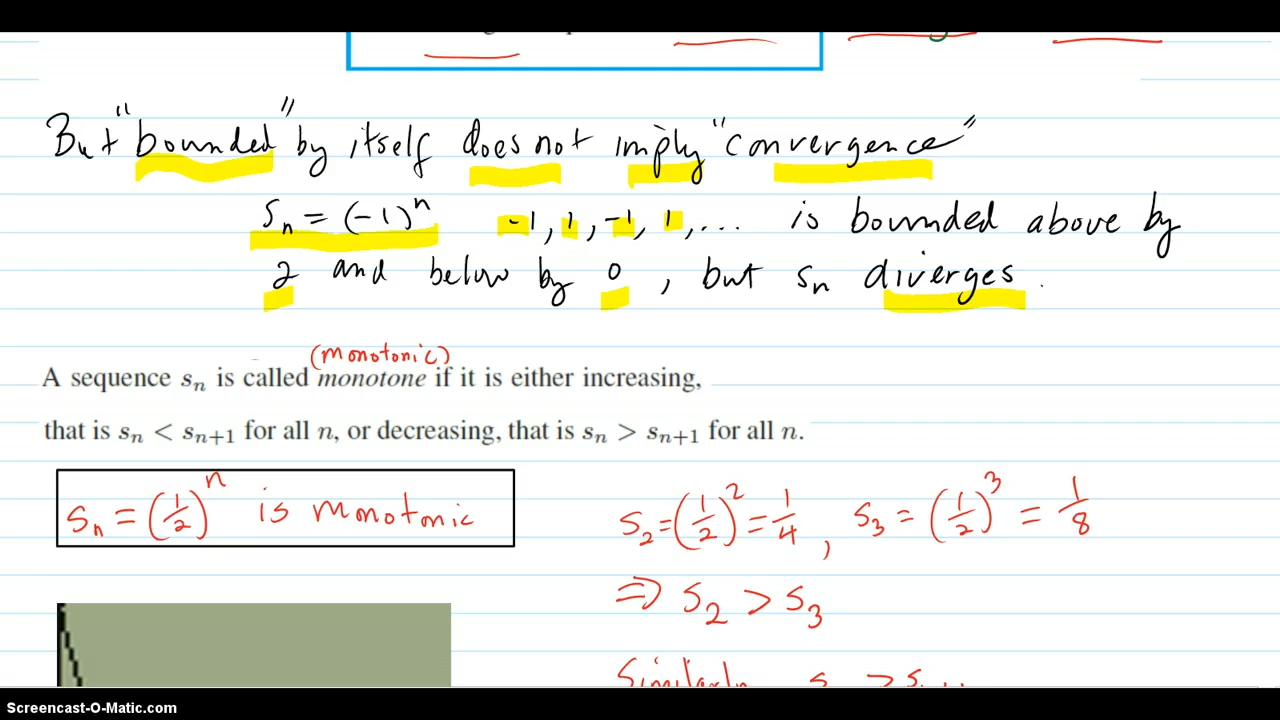 But "bounded" by itself does not imply "convergence"
sₙ = (-1)ⁿ -1, 1, -1, 1, ... is bounded above by
2 and below by 0, but sₙ diverges.
(monotonic)
A sequence sₙ is called monotone if it is either increasing,
that is sₙ < sₙ₊₁ for all n, or decreasing, that is sₙ > sₙ₊₁ for all n.
sₙ = (1/2)ⁿ is monotonic
s₂ = (1/2)² = 1/4, s₃ = (1/2)³ = 1/8
⇒ s₂ > s₃
Similarly
Screencast-O-Matic.com